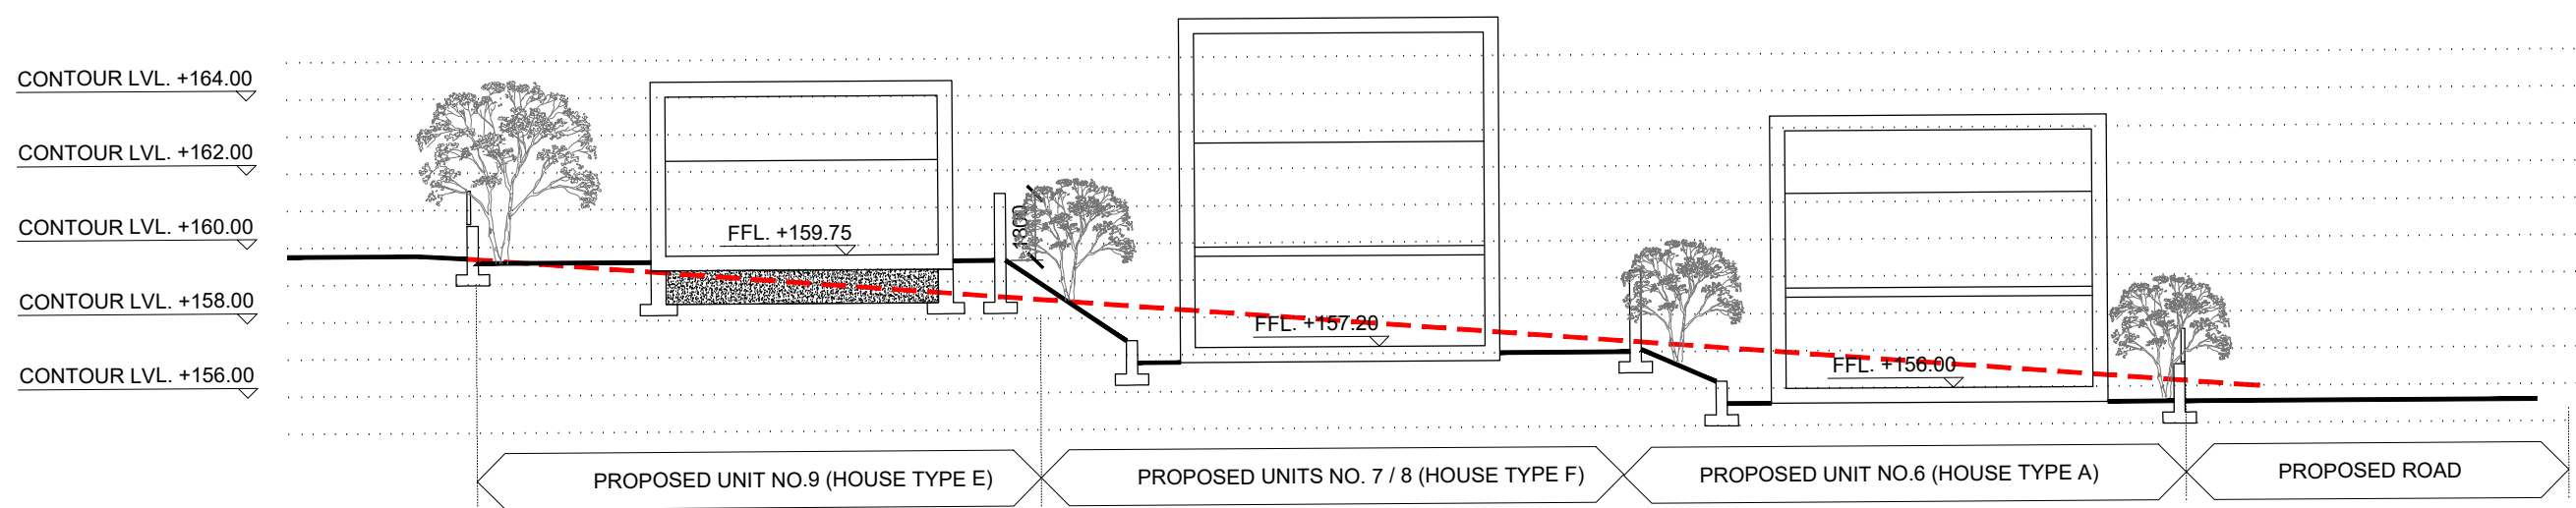 CONTOUR LVL. +164.00
CONTOUR LVL. +162.00
CONTOUR LVL. +160.00
CONTOUR LVL. +158.00
CONTOUR LVL. +156.00
FFL. +159.75
1800
FFL. +157.20
FFL. +156.00
PROPOSED UNIT NO.9 (HOUSE TYPE E)
PROPOSED UNITS NO. 7 / 8 (HOUSE TYPE F)
PROPOSED UNIT NO.6 (HOUSE TYPE A)
PROPOSED ROAD